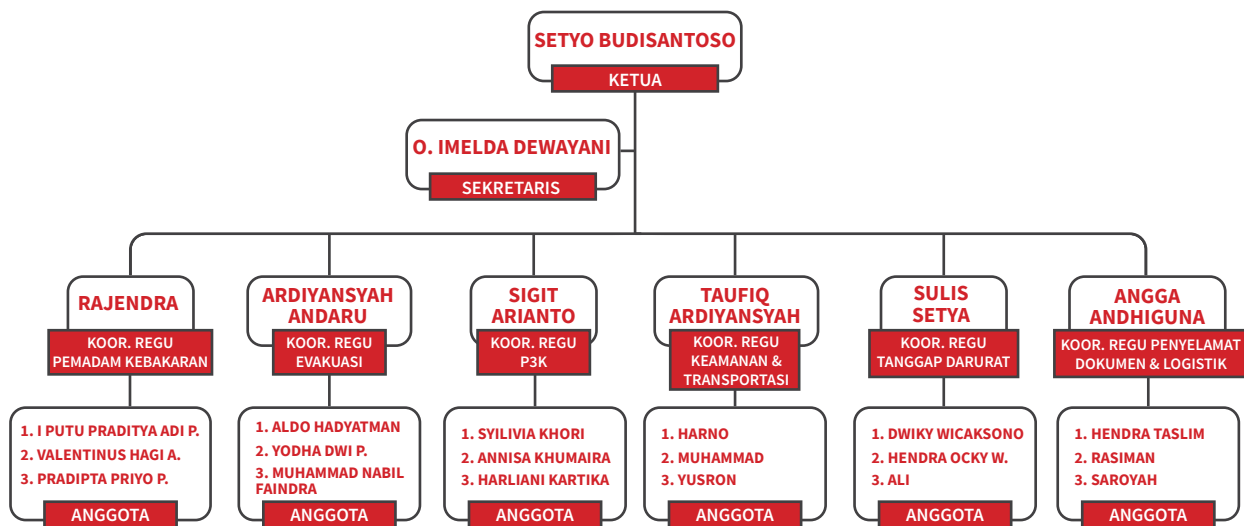 SETYO BUDISANTOSO
KETUA
O. IMELDA DEWAYANI
SEKRETARIS
RAJENDRA
KOOR. REGU
PEMADAM KEBAKARAN
1. I PUTU PRADITYA ADI P.
2. VALENTINUS HAGI A.
3. PRADIPTA PRIYO P.
ANGGOTA
ARDIYANSYAH
ANDARU
KOOR. REGU
EVAKUASI
1. ALDO HADYATMAN
2. YODHA DWI P.
3. MUHAMMAD NABIL
FAINDRA
ANGGOTA
SIGIT
ARIANTO
KOOR. REGU
P3K
1. SYILIVIA KHORI
2. ANNISA KHUMAIRA
3. HARLIANI KARTIKA
ANGGOTA
TAUFIQ
ARDIYANSYAH
KOOR. REGU
KEAMANAN &
TRANSPORTASI
1. HARNO
2. MUHAMMAD
3. YUSRON
ANGGOTA
SULIS
SETYA
KOOR. REGU
TANGGAP DARURAT
1. DWIKY WICAKSONO
2. HENDRA OCKY W.
3. ALI
ANGGOTA
ANGGA
ANDHIGUNA
KOOR. REGU PENYELAMAT
DOKUMEN & LOGISTIK
1. HENDRA TASLIM
2. RASIMAN
3. SAROYAH
ANGGOTA